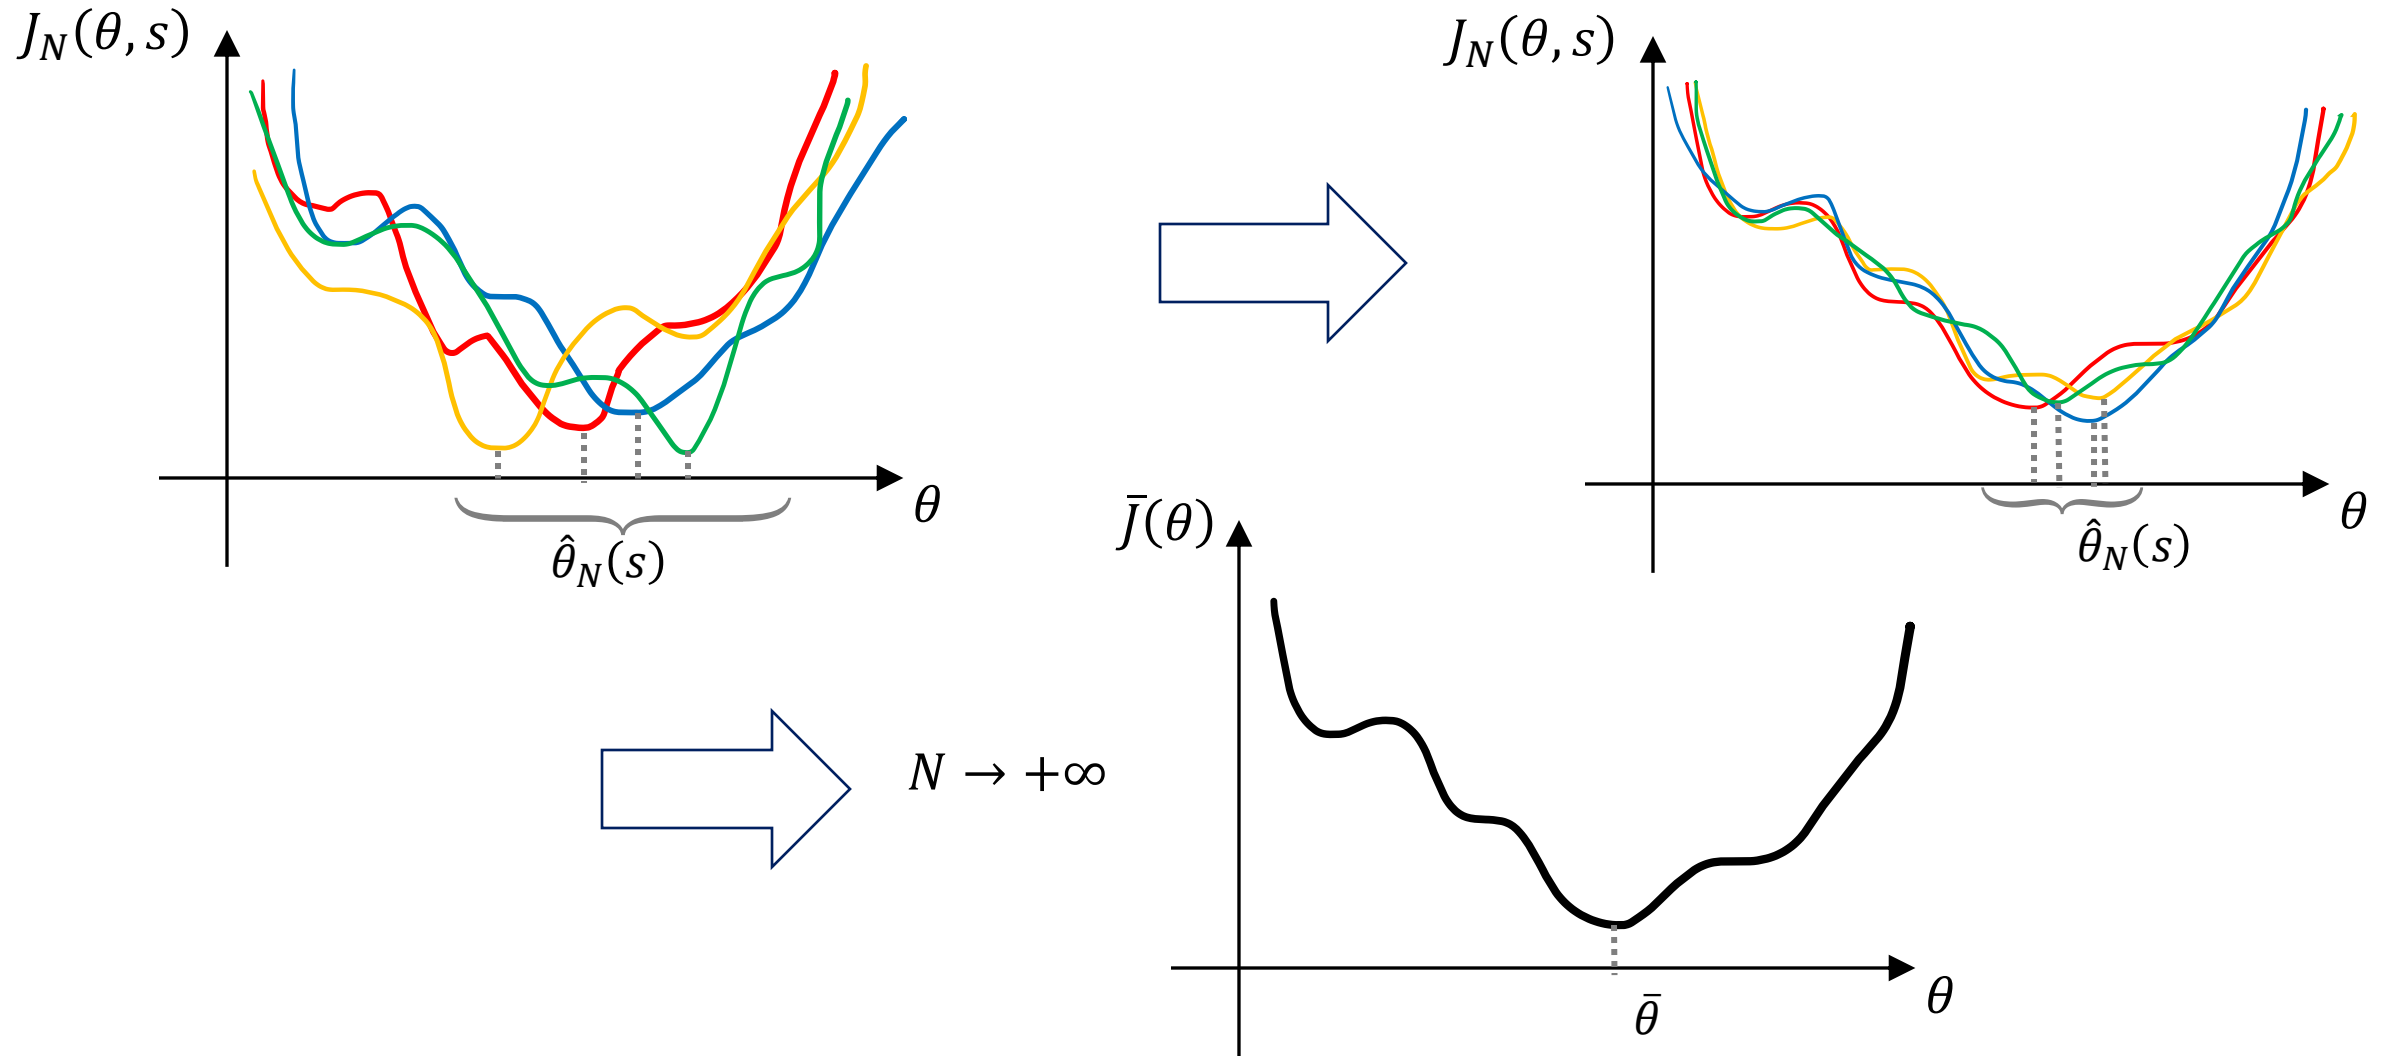 J_N(θ, s)
θ
θ̂_N(s)
J_N(θ, s)
θ
θ̂_N(s)
N → +∞
J̄(θ)
θ
θ̄